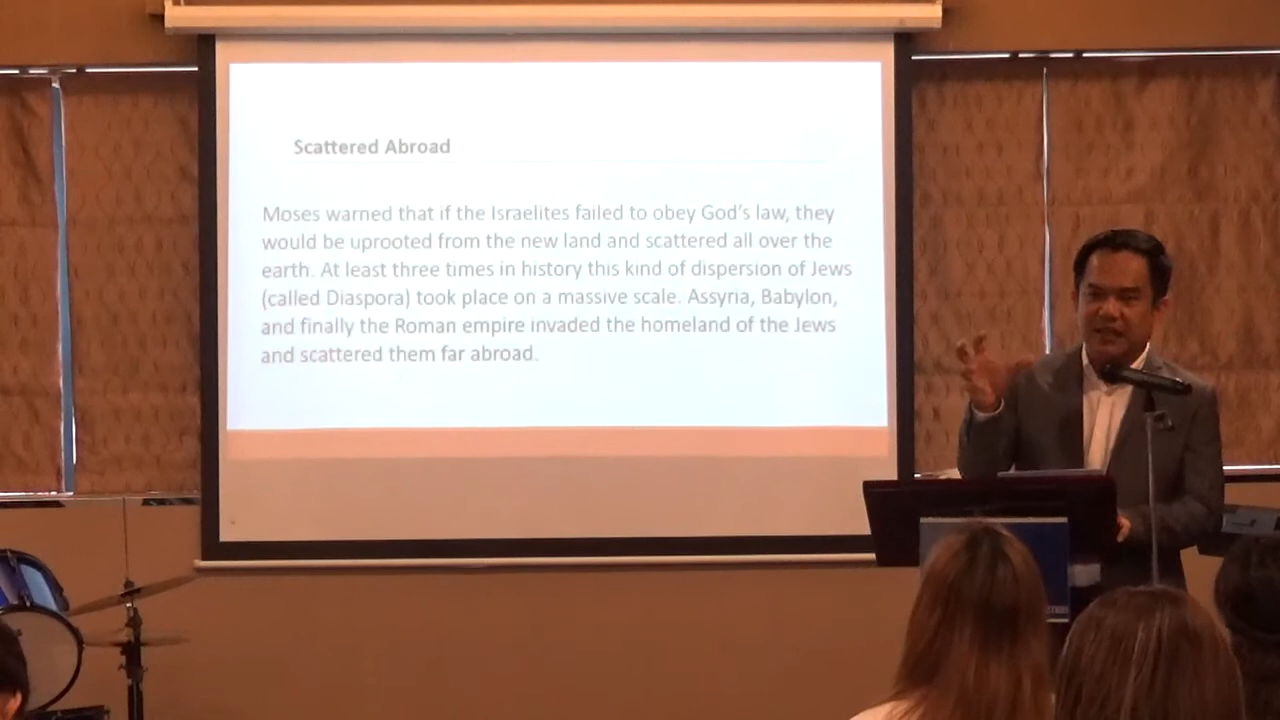 Scattered Abroad
Moses warned that if the Israelites failed to obey God's law, they
would be uprooted from the new land and scattered all over the
earth. At least three times in history this kind of dispersion of Jews
(called Diaspora) took place on a massive scale. Assyria, Babylon,
and finally the Roman empire invaded the homeland of the Jews
and scattered them far abroad.